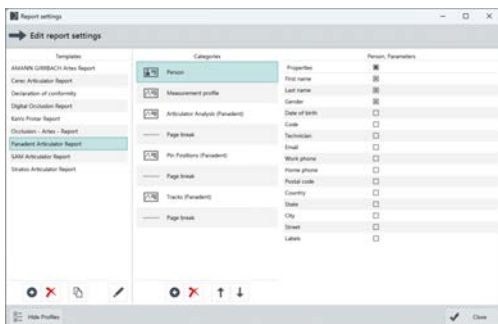 Report settings
Edit report settings
Templates
AMANN GIRRBACH Artex Report
Cerec Articulator Report
Declaration of conformity
Digital Occlusion Report
KaVo Protar Report
Occlusion - Artex - Report
Panadent Articulator Report
SAM Articulator Report
Stratos Articulator Report
Categories
Person
Measurement profile
Articulator Analysis (Panadent)
Page break
Pin Positions (Panadent)
Page break
Tracks (Panadent)
Page break
Person, Parameters
Properties
First name
Last name
Gender
Date of birth
Code
Technician
Email
Work phone
Home phone
Postal code
Country
State
City
Street
Labels
Hide Profiles
Close